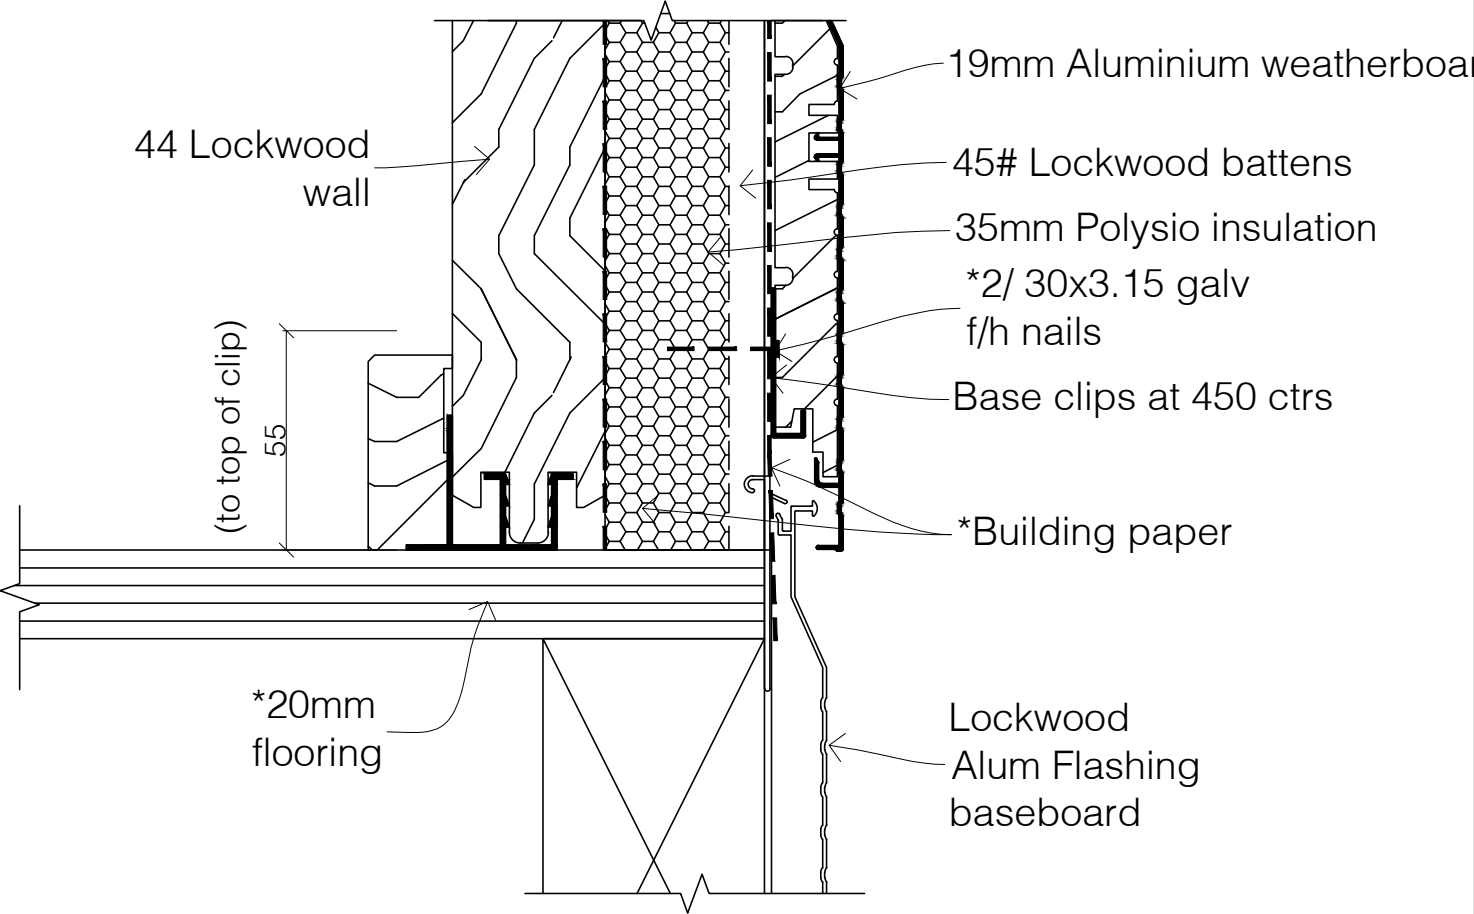 19mm Aluminium weatherboar
44 Lockwood
wall
45# Lockwood battens
35mm Polysio insulation
*2/ 30x3.15 galv
f/h nails
(to top of clip)
55
Base clips at 450 ctrs
*Building paper
*20mm
flooring
Lockwood
Alum Flashing
baseboard